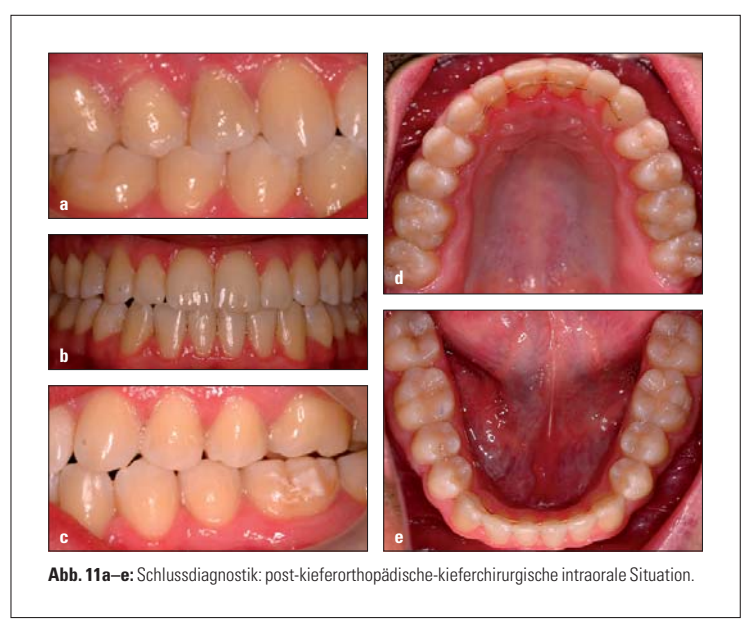 a
b
c
d
e
Abb. 11a–e: Schlussdiagnostik: post-kieferorthopädische-kieferchirurgische intraorale Situation.